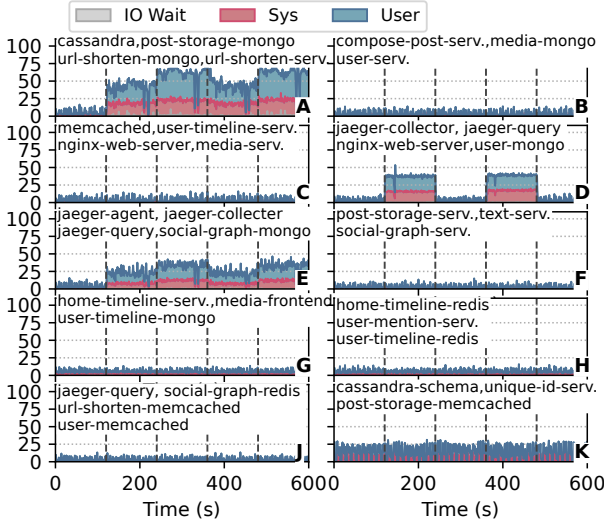 IO Wait Sys User
100
75
50
25
0
cassandra,post-storage-mongo
url-shorten-mongo,url-shorten-serv.
A
compose-post-serv.,media-mongo
user-serv.
B
100
75
50
25
0
memcached,user-timeline-serv.
nginx-web-server,media-serv.
C
jaeger-collector, jaeger-query
nginx-web-server,user-mongo
D
100
75
50
25
0
jaeger-agent, jaeger-collecter
jaeger-query,social-graph-mongo
E
post-storage-serv.,text-serv.
social-graph-serv.
F
100
75
50
25
0
home-timeline-serv.,media-frontend
user-timeline-mongo
G
home-timeline-redis
user-mention-serv.
user-timeline-redis
H
100
75
50
25
0
jaeger-query, social-graph-redis
url-shorten-memcached
user-memcached
J
cassandra-schema,unique-id-serv.
post-storage-memcached
K
0 200 400 600
0 200 400 600
Time (s)
Time (s)